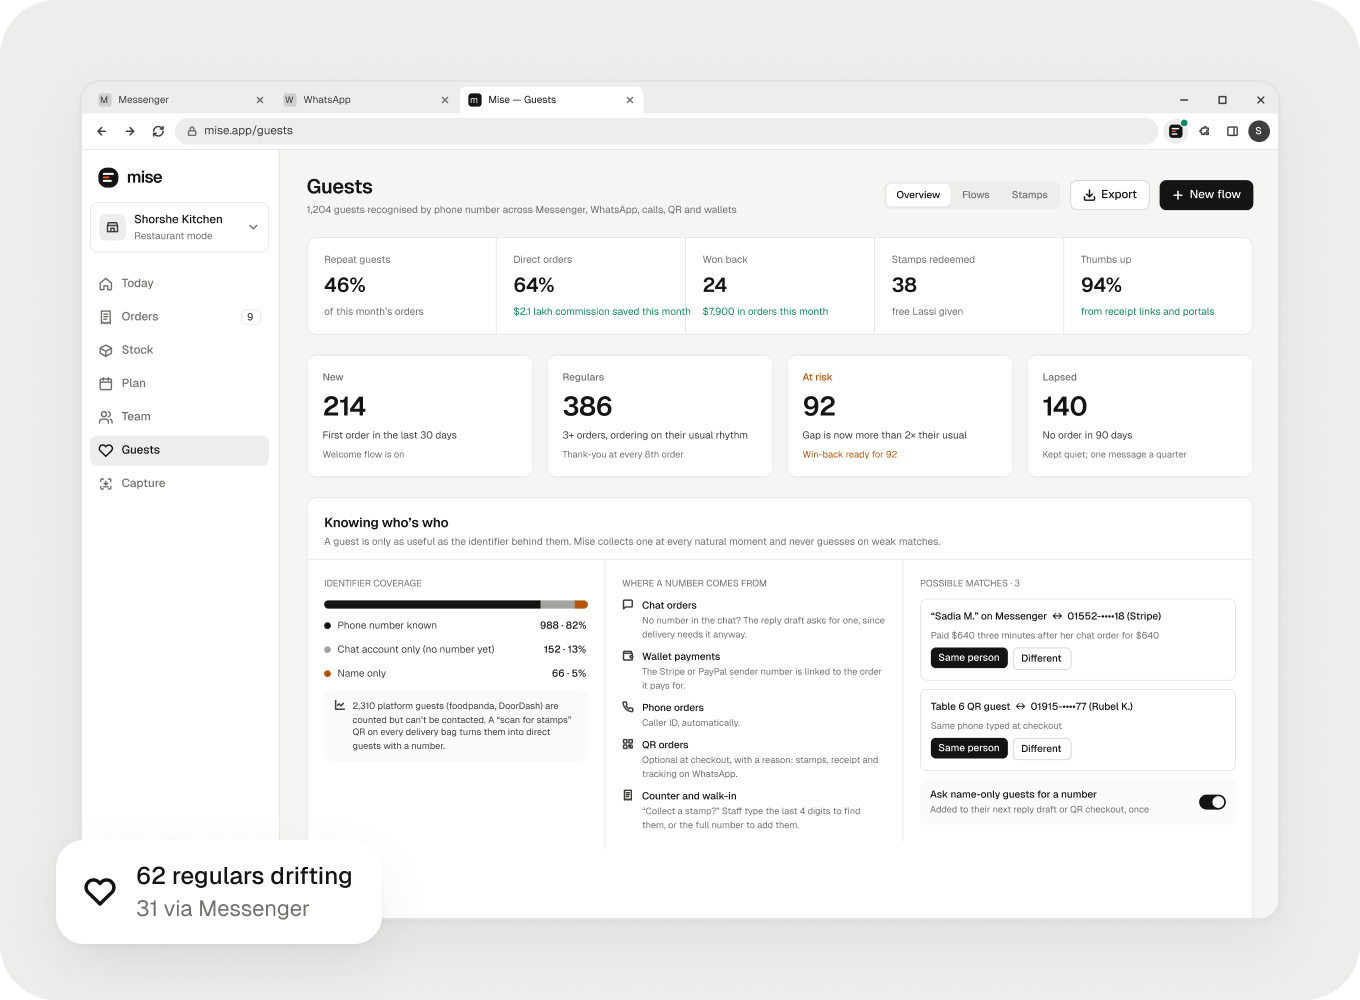 M Messenger
W WhatsApp
m Mise — Guests
mise.app/guests
S
mise
Shorshe Kitchen
Restaurant mode
Today
Orders 9
Stock
Plan
Team
Guests
Capture
Guests
1,204 guests recognised by phone number across Messenger, WhatsApp, calls, QR and wallets
Overview Flows Stamps
Export
New flow
Repeat guests
46%
of this month's orders
Direct orders
64%
$2.1 lakh commission saved this month
Won back
24
$7,900 in orders this month
Stamps redeemed
38
free Lassi given
Thumbs up
94%
from receipt links and portals
New
214
First order in the last 30 days
Welcome flow is on
Regulars
386
3+ orders, ordering on their usual rhythm
Thank-you at every 8th order
At risk
92
Gap is now more than 2× their usual
Win-back ready for 92
Lapsed
140
No order in 90 days
Kept quiet; one message a quarter
Knowing who's who
A guest is only as useful as the identifier behind them. Mise collects one at every natural moment and never guesses on weak matches.
IDENTIFIER COVERAGE
Phone number known 988 · 82%
Chat account only (no number yet) 152 · 13%
Name only 66 · 5%
2,310 platform guests (foodpanda, DoorDash) are
counted but can't be contacted. A “scan for stamps”
QR on every delivery bag turns them into direct
guests with a number.
WHERE A NUMBER COMES FROM
Chat orders
No number in the chat? The reply draft asks for one, since
delivery needs it anyway.
Wallet payments
The Stripe or PayPal sender number is linked to the order
it pays for.
Phone orders
Caller ID, automatically.
QR orders
Optional at checkout, with a reason: stamps, receipt and
tracking on WhatsApp.
Counter and walk-in
“Collect a stamp?” Staff type the last 4 digits to find
them, or the full number to add them.
POSSIBLE MATCHES · 3
“Sadia M.” on Messenger ↔ 01552-••••18 (Stripe)
Paid $640 three minutes after her chat order for $640
Same person Different
Table 6 QR guest ↔ 01915-••••77 (Rubel K.)
Same phone typed at checkout
Same person Different
Ask name-only guests for a number
Added to their next reply draft or QR checkout, once
62 regulars drifting
31 via Messenger